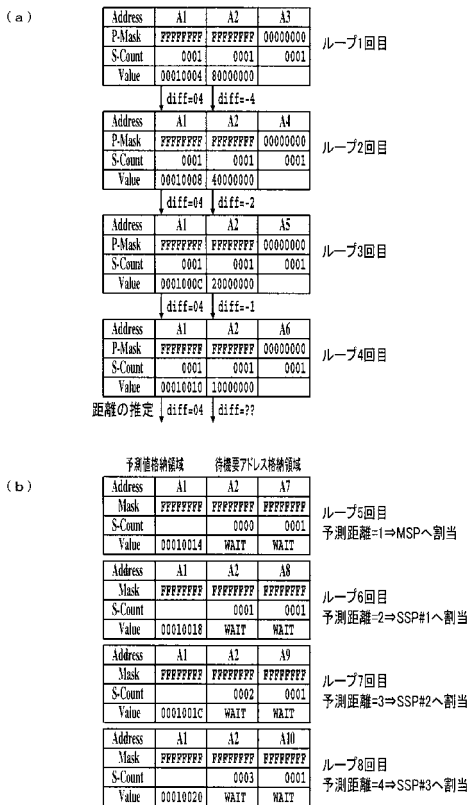 (a)
Address A1 A2 A3
P-Mask FFFFFFFF FFFFFFFF 00000000
S-Count 0001 0001 0001
Value 00010004 80000000
ループ1回目
diff=04 diff=-4
Address A1 A2 A4
P-Mask FFFFFFFF FFFFFFFF 00000000
S-Count 0001 0001 0001
Value 00010008 40000000
ループ2回目
diff=04 diff=-2
Address A1 A2 A5
P-Mask FFFFFFFF FFFFFFFF 00000000
S-Count 0001 0001 0001
Value 0001000C 20000000
ループ3回目
diff=04 diff=-1
Address A1 A2 A6
P-Mask FFFFFFFF FFFFFFFF 00000000
S-Count 0001 0001 0001
Value 00010010 10000000
ループ4回目
距離の推定 diff=04 diff=??
(b)
予測値格納領域 待機要アドレス格納領域
Address A1 A2 A7
Mask FFFFFFFF FFFFFFFF FFFFFFFF
S-Count 0000 0001
Value 00010014 WAIT WAIT
ループ5回目
予測距離=1⇒MSPへ割当
Address A1 A2 A8
Mask FFFFFFFF FFFFFFFF FFFFFFFF
S-Count 0001 0001
Value 00010018 WAIT WAIT
ループ6回目
予測距離=2⇒SSP#1へ割当
Address A1 A2 A9
Mask FFFFFFFF FFFFFFFF FFFFFFFF
S-Count 0002 0001
Value 0001001C WAIT WAIT
ループ7回目
予測距離=3⇒SSP#2へ割当
Address A1 A2 A10
Mask FFFFFFFF FFFFFFFF FFFFFFFF
S-Count 0003 0001
Value 00010020 WAIT WAIT
ループ8回目
予測距離=4⇒SSP#3へ割当